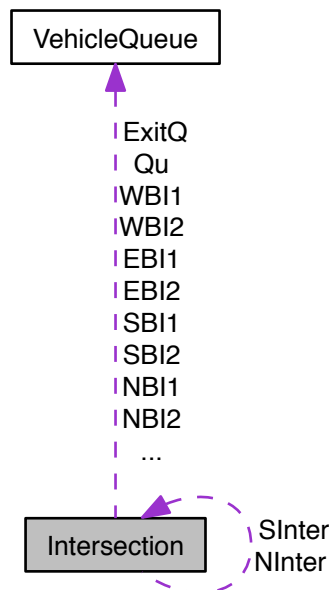 VehicleQueue
ExitQ
Qu
WBI1
WBI2
EBI1
EBI2
SBI1
SBI2
NBI1
NBI2
...
SInter
NInter
Intersection